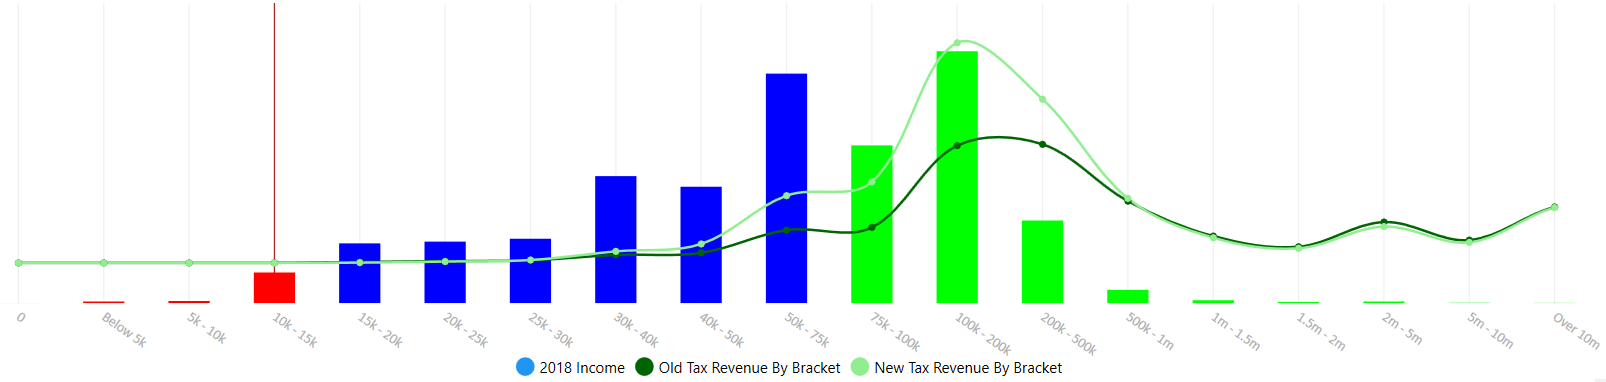 0
Below 5k
5k - 10k
10k - 15k
15k - 20k
20k - 25k
25k - 30k
30k - 40k
40k - 50k
50k - 75k
75k - 100k
100k - 200k
200k - 500k
500k - 1m
1m - 1.5m
1.5m - 2m
2m - 5m
5m - 10m
Over 10m
2018 Income Old Tax Revenue By Bracket New Tax Revenue By Bracket